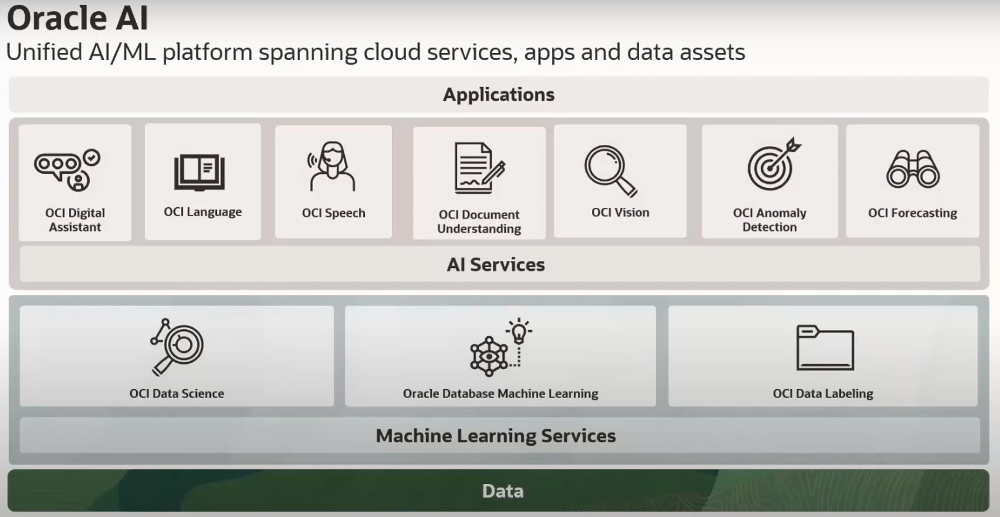 Oracle AI
Unified AI/ML platform spanning cloud services, apps and data assets
Applications
OCI Digital
Assistant
OCI Language
OCI Speech
OCI Document
Understanding
OCI Vision
OCI Anomaly
Detection
OCI Forecasting
AI Services
OCI Data Science
Oracle Database Machine Learning
OCI Data Labeling
Machine Learning Services
Data